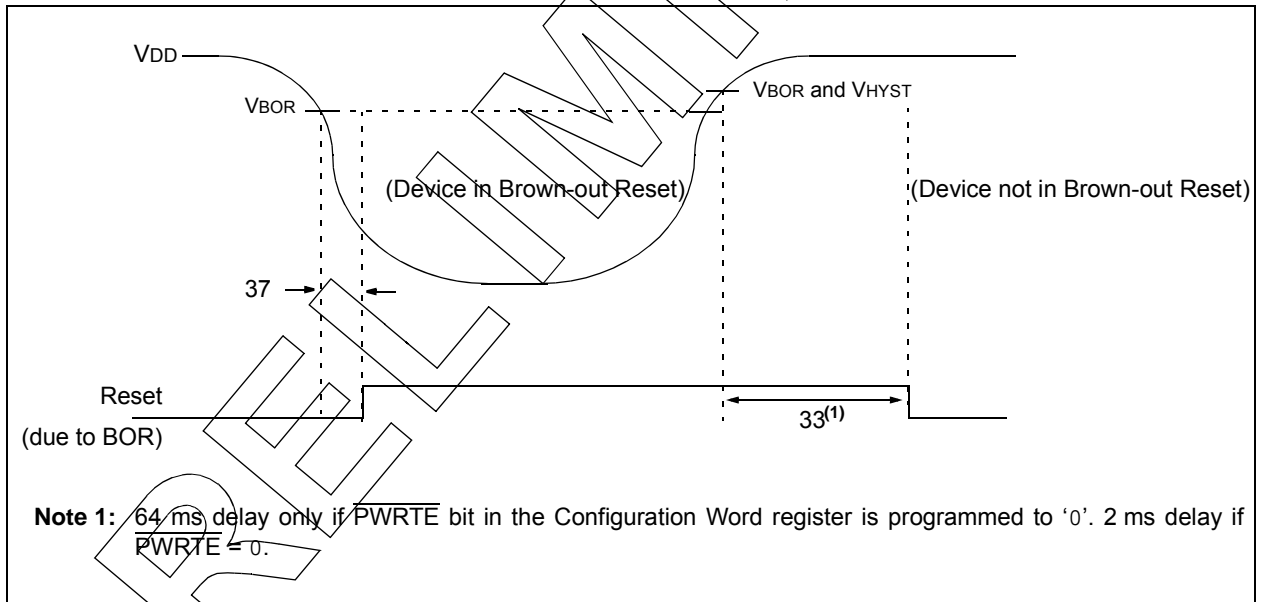 VDD
VBOR and VHYST
VBOR
(Device in Brown-out Reset)
(Device not in Brown-out Reset)
37
Reset
33(1)
(due to BOR)
Note 1: 64 ms delay only if PWRTE bit in the Configuration Word register is programmed to ‘0’. 2 ms delay if
PWRTE = 0.